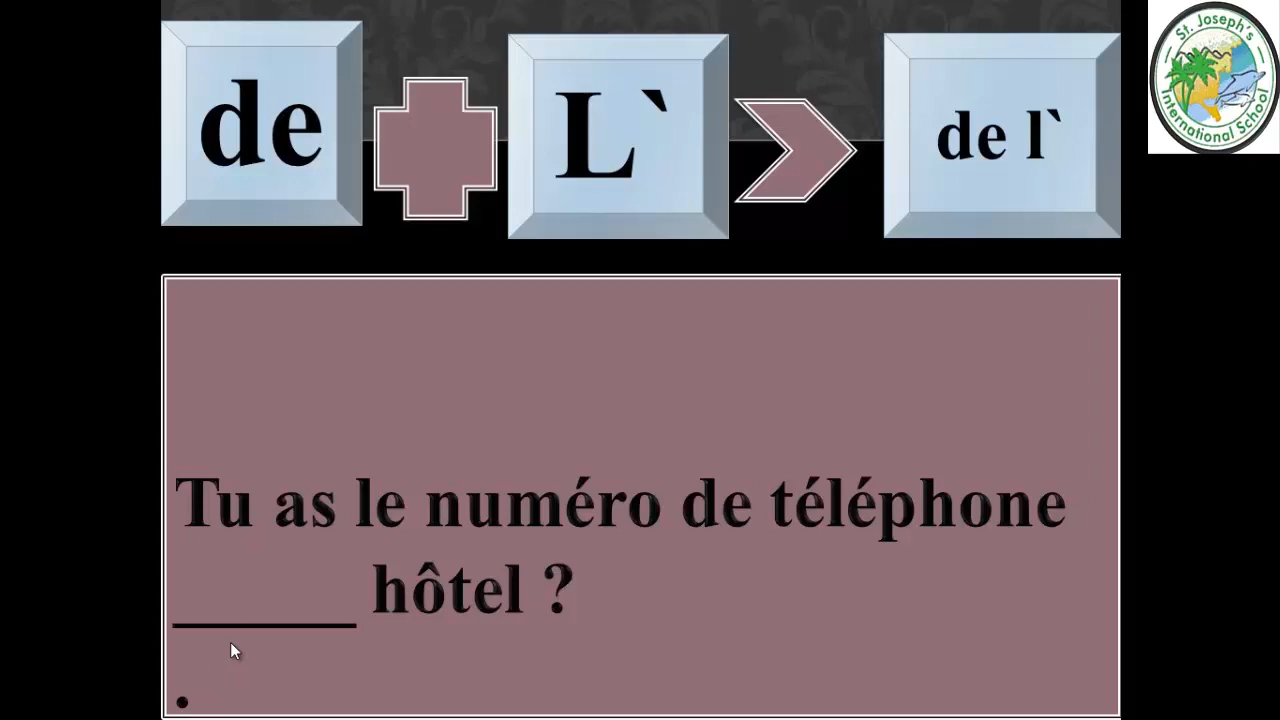 de L` de l`
St. Joseph's
International School
Tu as le numéro de téléphone
______ hôtel ?
•